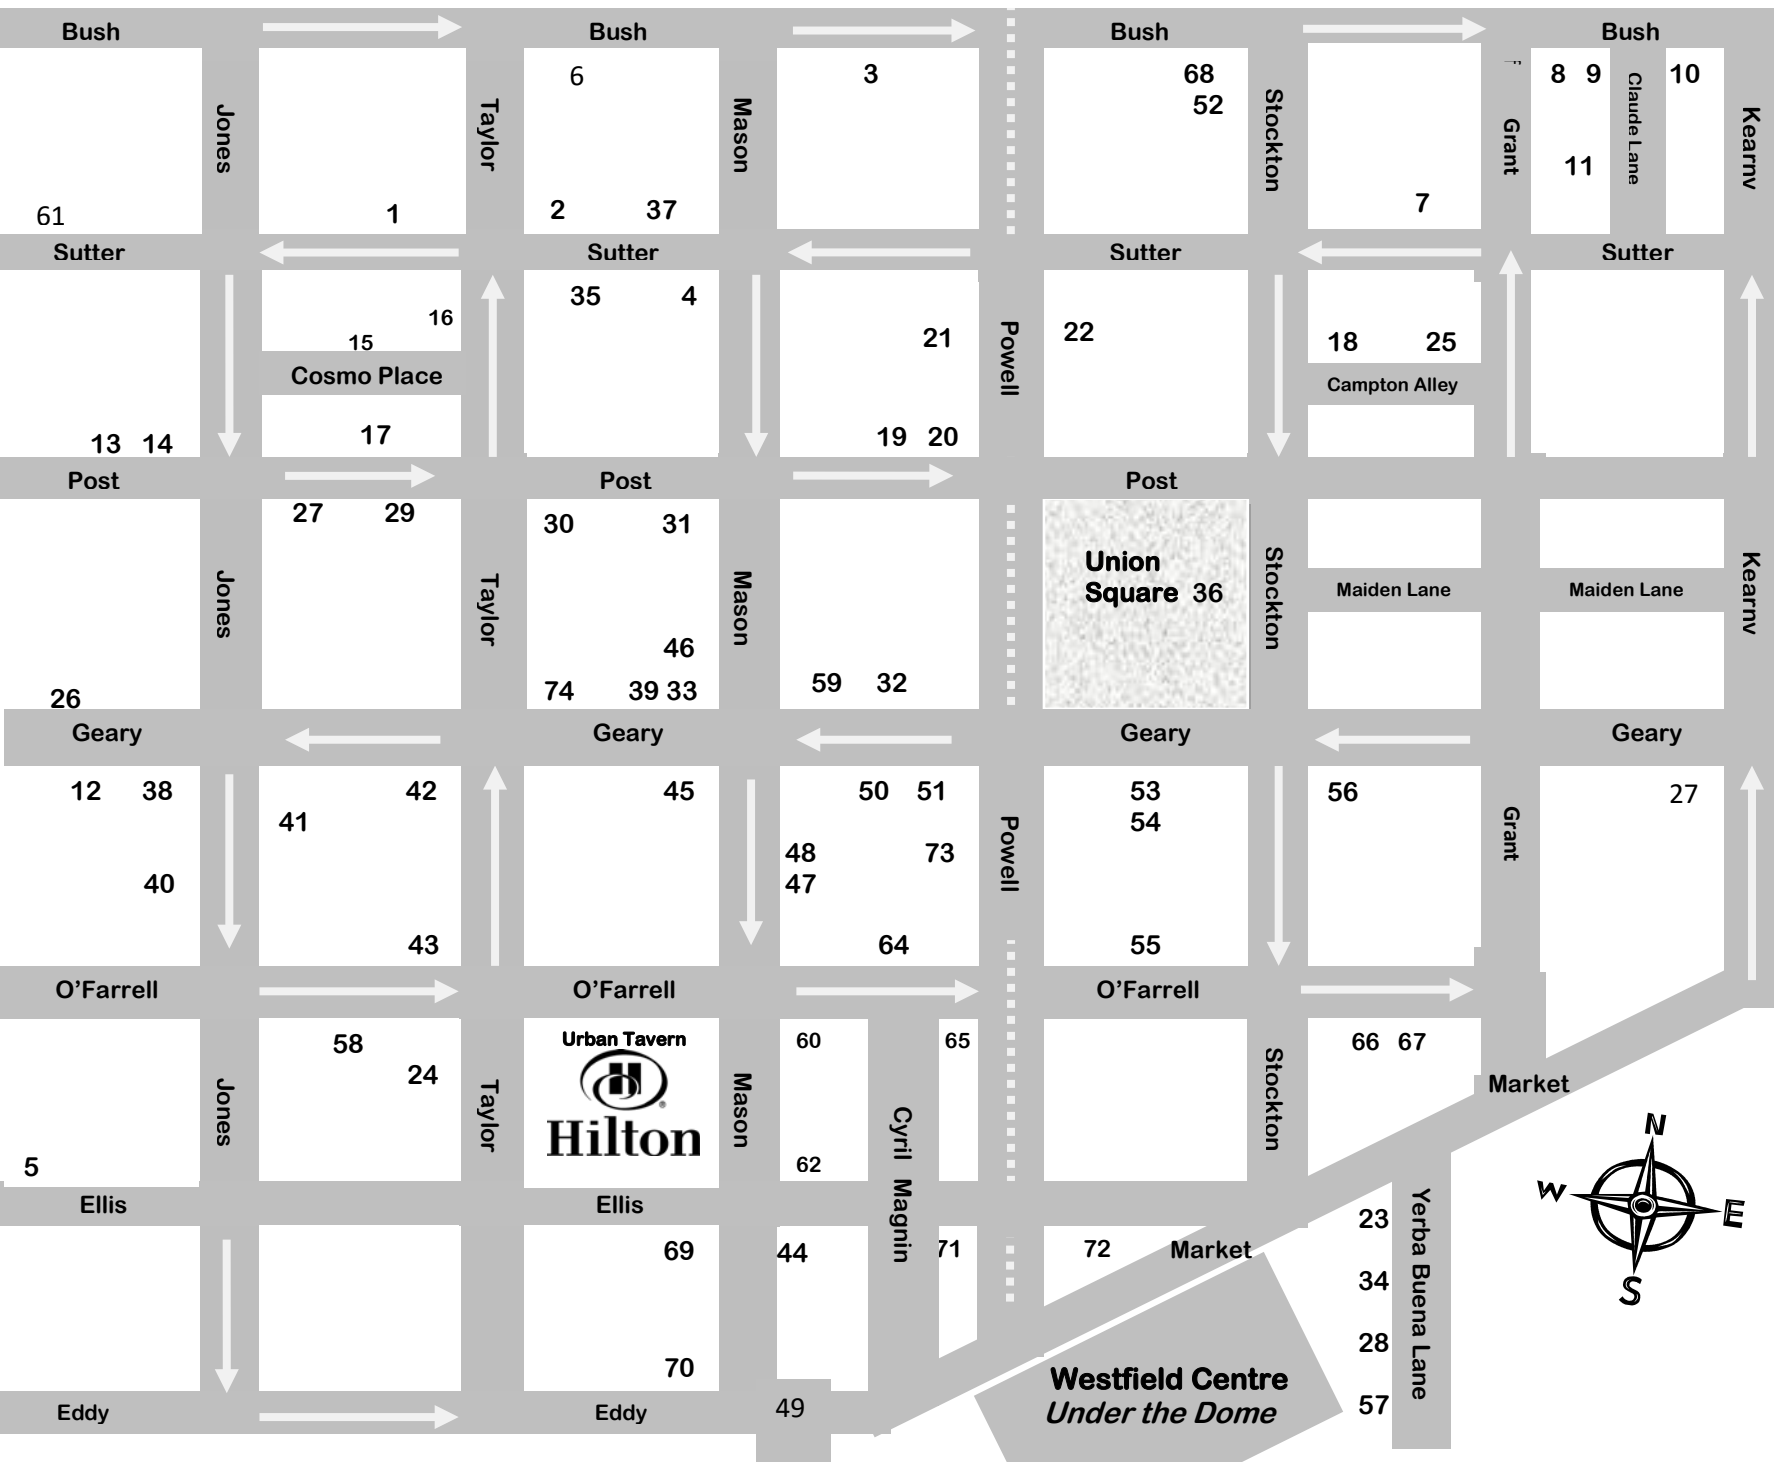 Bush Bush Bush Bush
6 3 68 8 9 10
52
Jones Taylor Mason Stockton Grant Claude Lane Kearny
11
61 1 2 37 7
Sutter Sutter Sutter Sutter
35 4
16 21 22
15 18 25
Powell
Cosmo Place Campton Alley
13 14 17 19 20
Post Post Post
27 29 30 31
Union
Square 36
Jones Taylor Mason Stockton Maiden Lane Maiden Lane Kearny
46
26 74 39 33 59 32
Geary Geary Geary Geary
12 38 42 45 50 51 53 56 27
41 54
48 73
47
Powell Grant
40
43 64 55
O'Farrell O'Farrell O'Farrell
58 Urban Tavern 60 65 66 67
24
H
Hilton
Jones Taylor Mason Cyril Magnin Stockton
Market
5 62
Ellis Ellis
N
W E
S
23
69 44 71 72 Market
34
28
Yerba Buena Lane
70
Westfield Centre
Under the Dome
57
Eddy Eddy 49